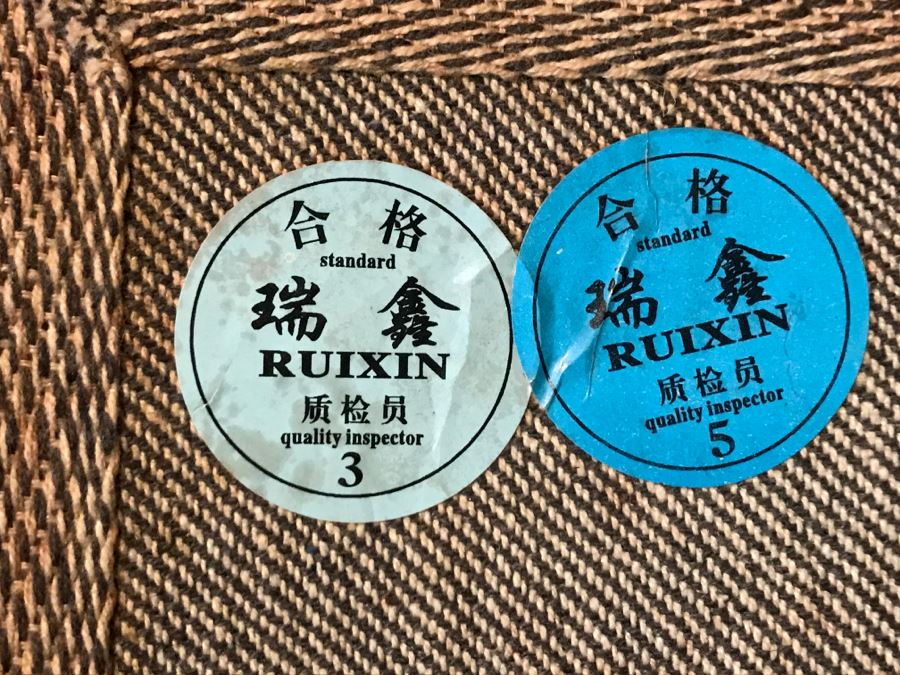 合格
standard
瑞鑫
RUIXIN
质检员
quality inspector
3
合格
standard
瑞鑫
RUIXIN
质检员
quality inspector
5